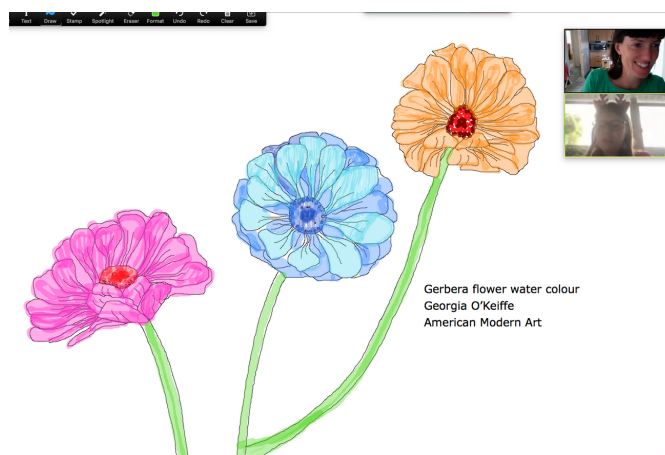 Text Draw Stamp Spotlight Eraser Format Undo Redo Clear Save
Gerbera flower water colour
Georgia O’Keiffe
American Modern Art